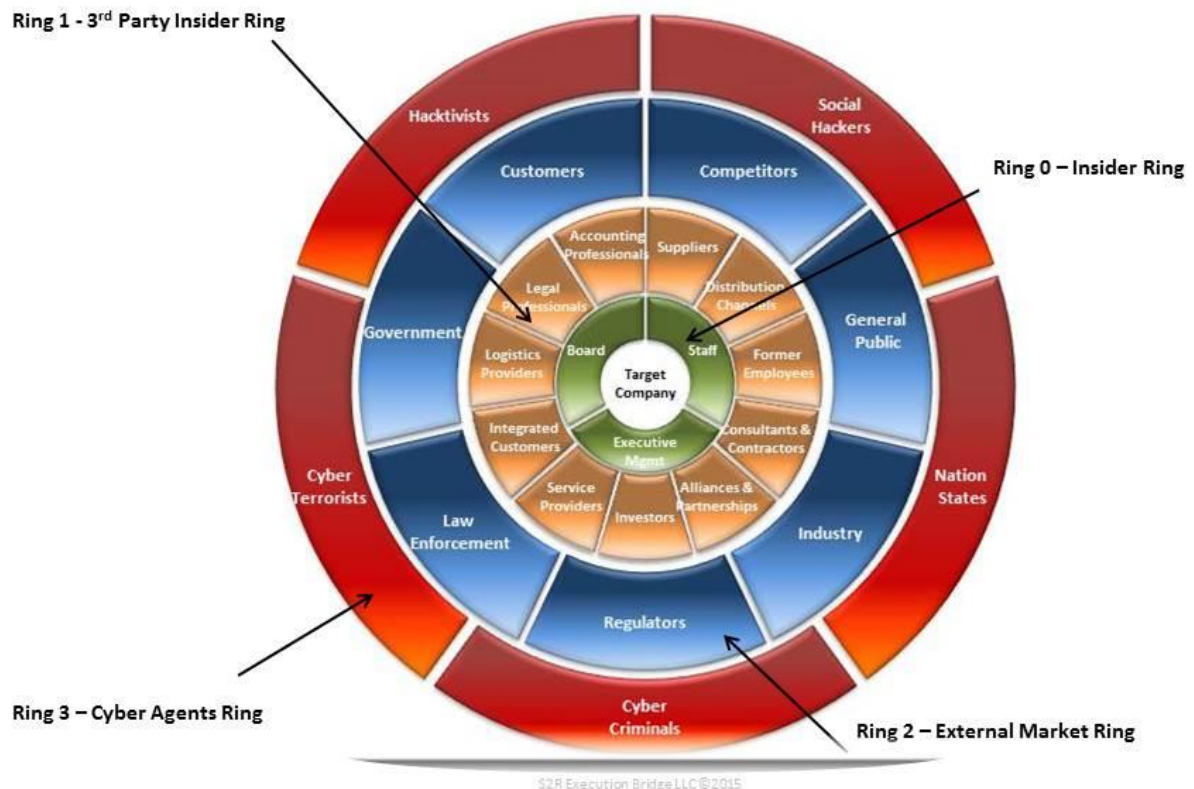 Ring 1 - 3rd Party Insider Ring
Hacktivists
Social
Hackers
Customers
Competitors
Ring 0 – Insider Ring
Accounting
Professionals
Suppliers
Legal
Professionals
Distribution
Channels
Government
General
Public
Logistics
Providers
Board
Staff
Former
Employees
Target
Company
Integrated
Customers
Executive
Mgmt
Consultants &
Contractors
Cyber
Terrorists
Nation
States
Service
Providers
Investors
Alliances &
Partnerships
Law
Enforcement
Industry
Regulators
Ring 3 – Cyber Agents Ring
Cyber
Criminals
Ring 2 – External Market Ring
S2R Execution Bridge LLC©2015